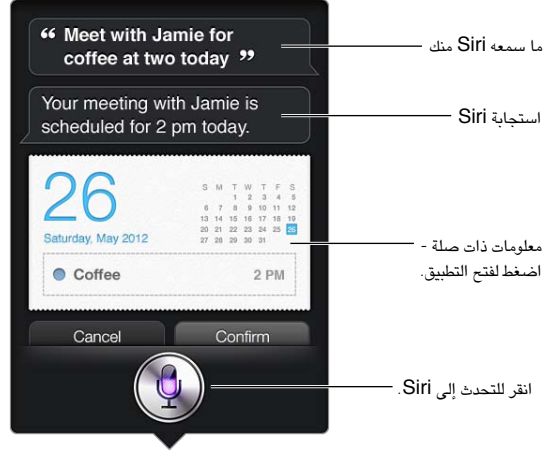 “ Meet with Jamie for
coffee at two today ”
ما سمعه Siri منك
Your meeting with Jamie is
scheduled for 2 pm today.
استجابة Siri
26
Saturday, May 2012
S M T W T F S
1 2 3 4 5
6 7 8 9 10 11 12
13 14 15 16 17 18 19
20 21 22 23 24 25 26
27 28 29 30 31
Coffee 2 PM
معلومات ذات صلة -
اضغط لفتح التطبيق.
Cancel Confirm
انقر للتحدث إلى Siri.